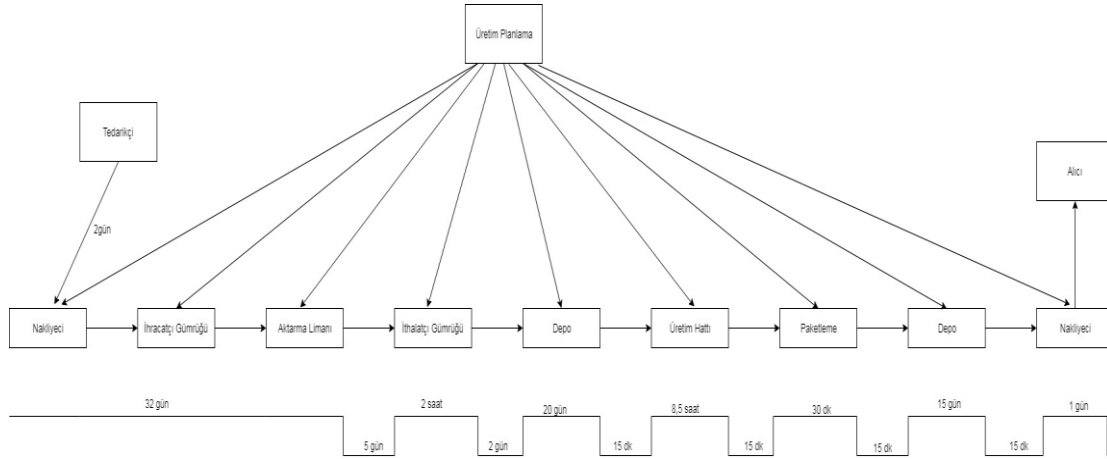 Üretim Planlama
Tedarikçi
Alıcı
2gün
Nakliyeci
İhracatçı Gümrüğü
Aktarma Limanı
İthalatçı Gümrüğü
Depo
Üretim Hattı
Paketleme
Depo
Nakliyeci
32 gün
2 saat
20 gün
8,5 saat
30 dk
15 gün
1 gün
5 gün
2 gün
15 dk
15 dk
15 dk
15 dk